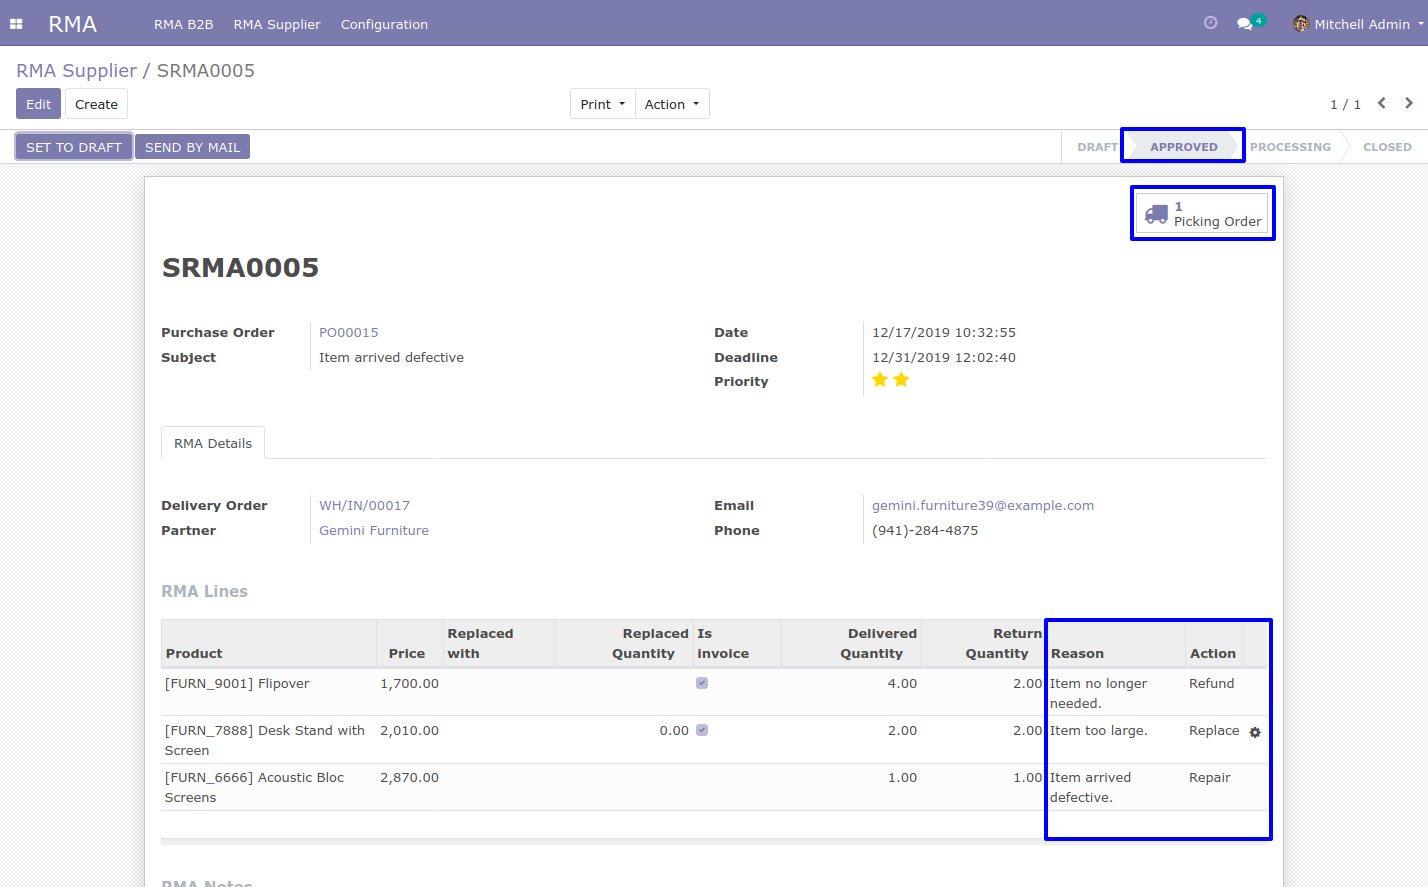 RMA RMA B2B RMA Supplier Configuration 4 Mitchell Admin
RMA Supplier / SRMA0005
Edit Create Print Action 1 / 1
SET TO DRAFT SEND BY MAIL DRAFT APPROVED PROCESSING CLOSED
1
Picking Order
SRMA0005
Purchase Order PO00015 Date 12/17/2019 10:32:55
Subject Item arrived defective Deadline 12/31/2019 12:02:40
Priority
RMA Details
Delivery Order WH/IN/00017 Email gemini.furniture39@example.com
Partner Gemini Furniture Phone (941)-284-4875
RMA Lines
Replaced Replaced Is Delivered Return
Product Price with Quantity invoice Quantity Quantity Reason Action
[FURN_9001] Flipover 1,700.00 4.00 2.00 Item no longer Refund
needed.
[FURN_7888] Desk Stand with 2,010.00 0.00 2.00 2.00 Item too large. Replace
Screen
[FURN_6666] Acoustic Bloc 2,870.00 1.00 1.00 Item arrived Repair
Screens defective.
RMA Notes